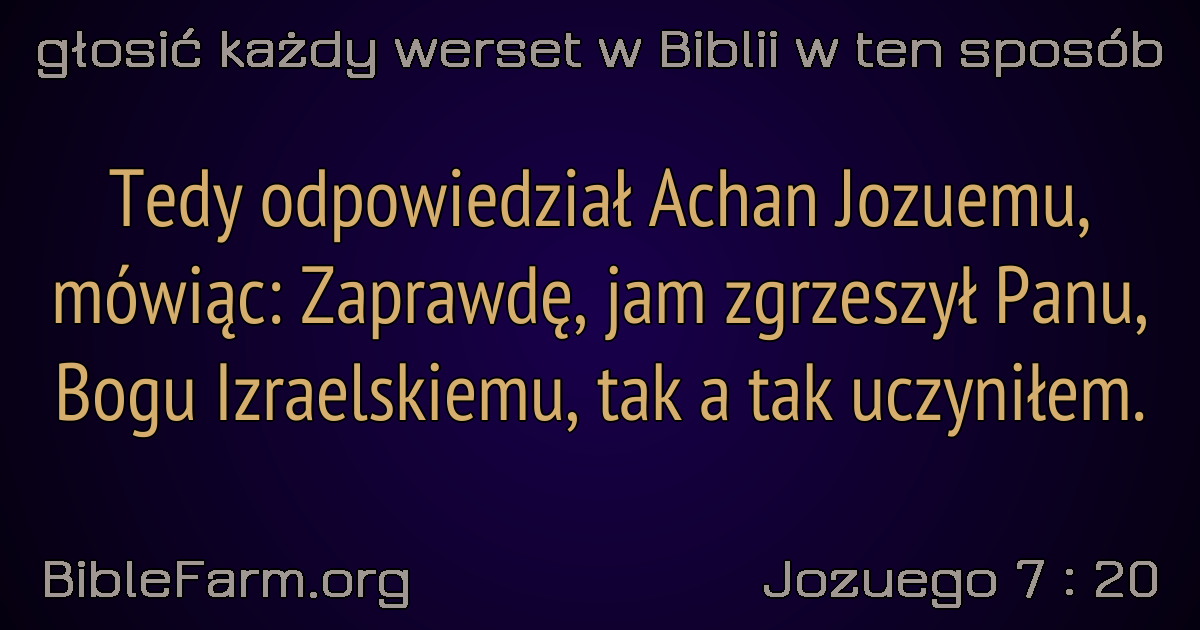 głosić każdy werset w Biblii w ten sposób
Tedy odpowiedział Achan Jozuemu,
mówiąc: Zaprawdę, jam zgrzeszył Panu,
Bogu Izraelskiemu, tak a tak uczyniłem.
BibleFarm.org
Jozuego 7 : 20